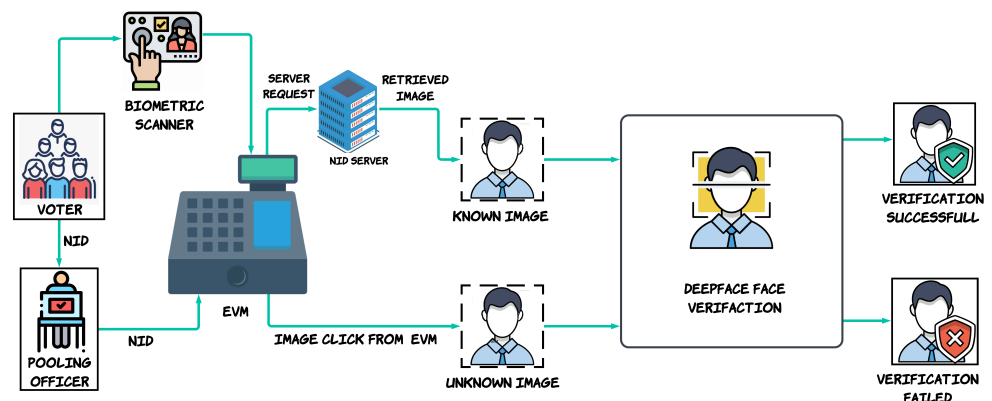 BIOMETRIC
SCANNER
SERVER
REQUEST
RETRIEVED
IMAGE
NID SERVER
VOTER
NID
KNOWN IMAGE
VERIFICATION
SUCCESSFULL
DEEPFACE FACE
VERIFACTION
EVM
NID
IMAGE CLICK FROM EVM
POOLING
OFFICER
UNKNOWN IMAGE
VERIFICATION
FAILED